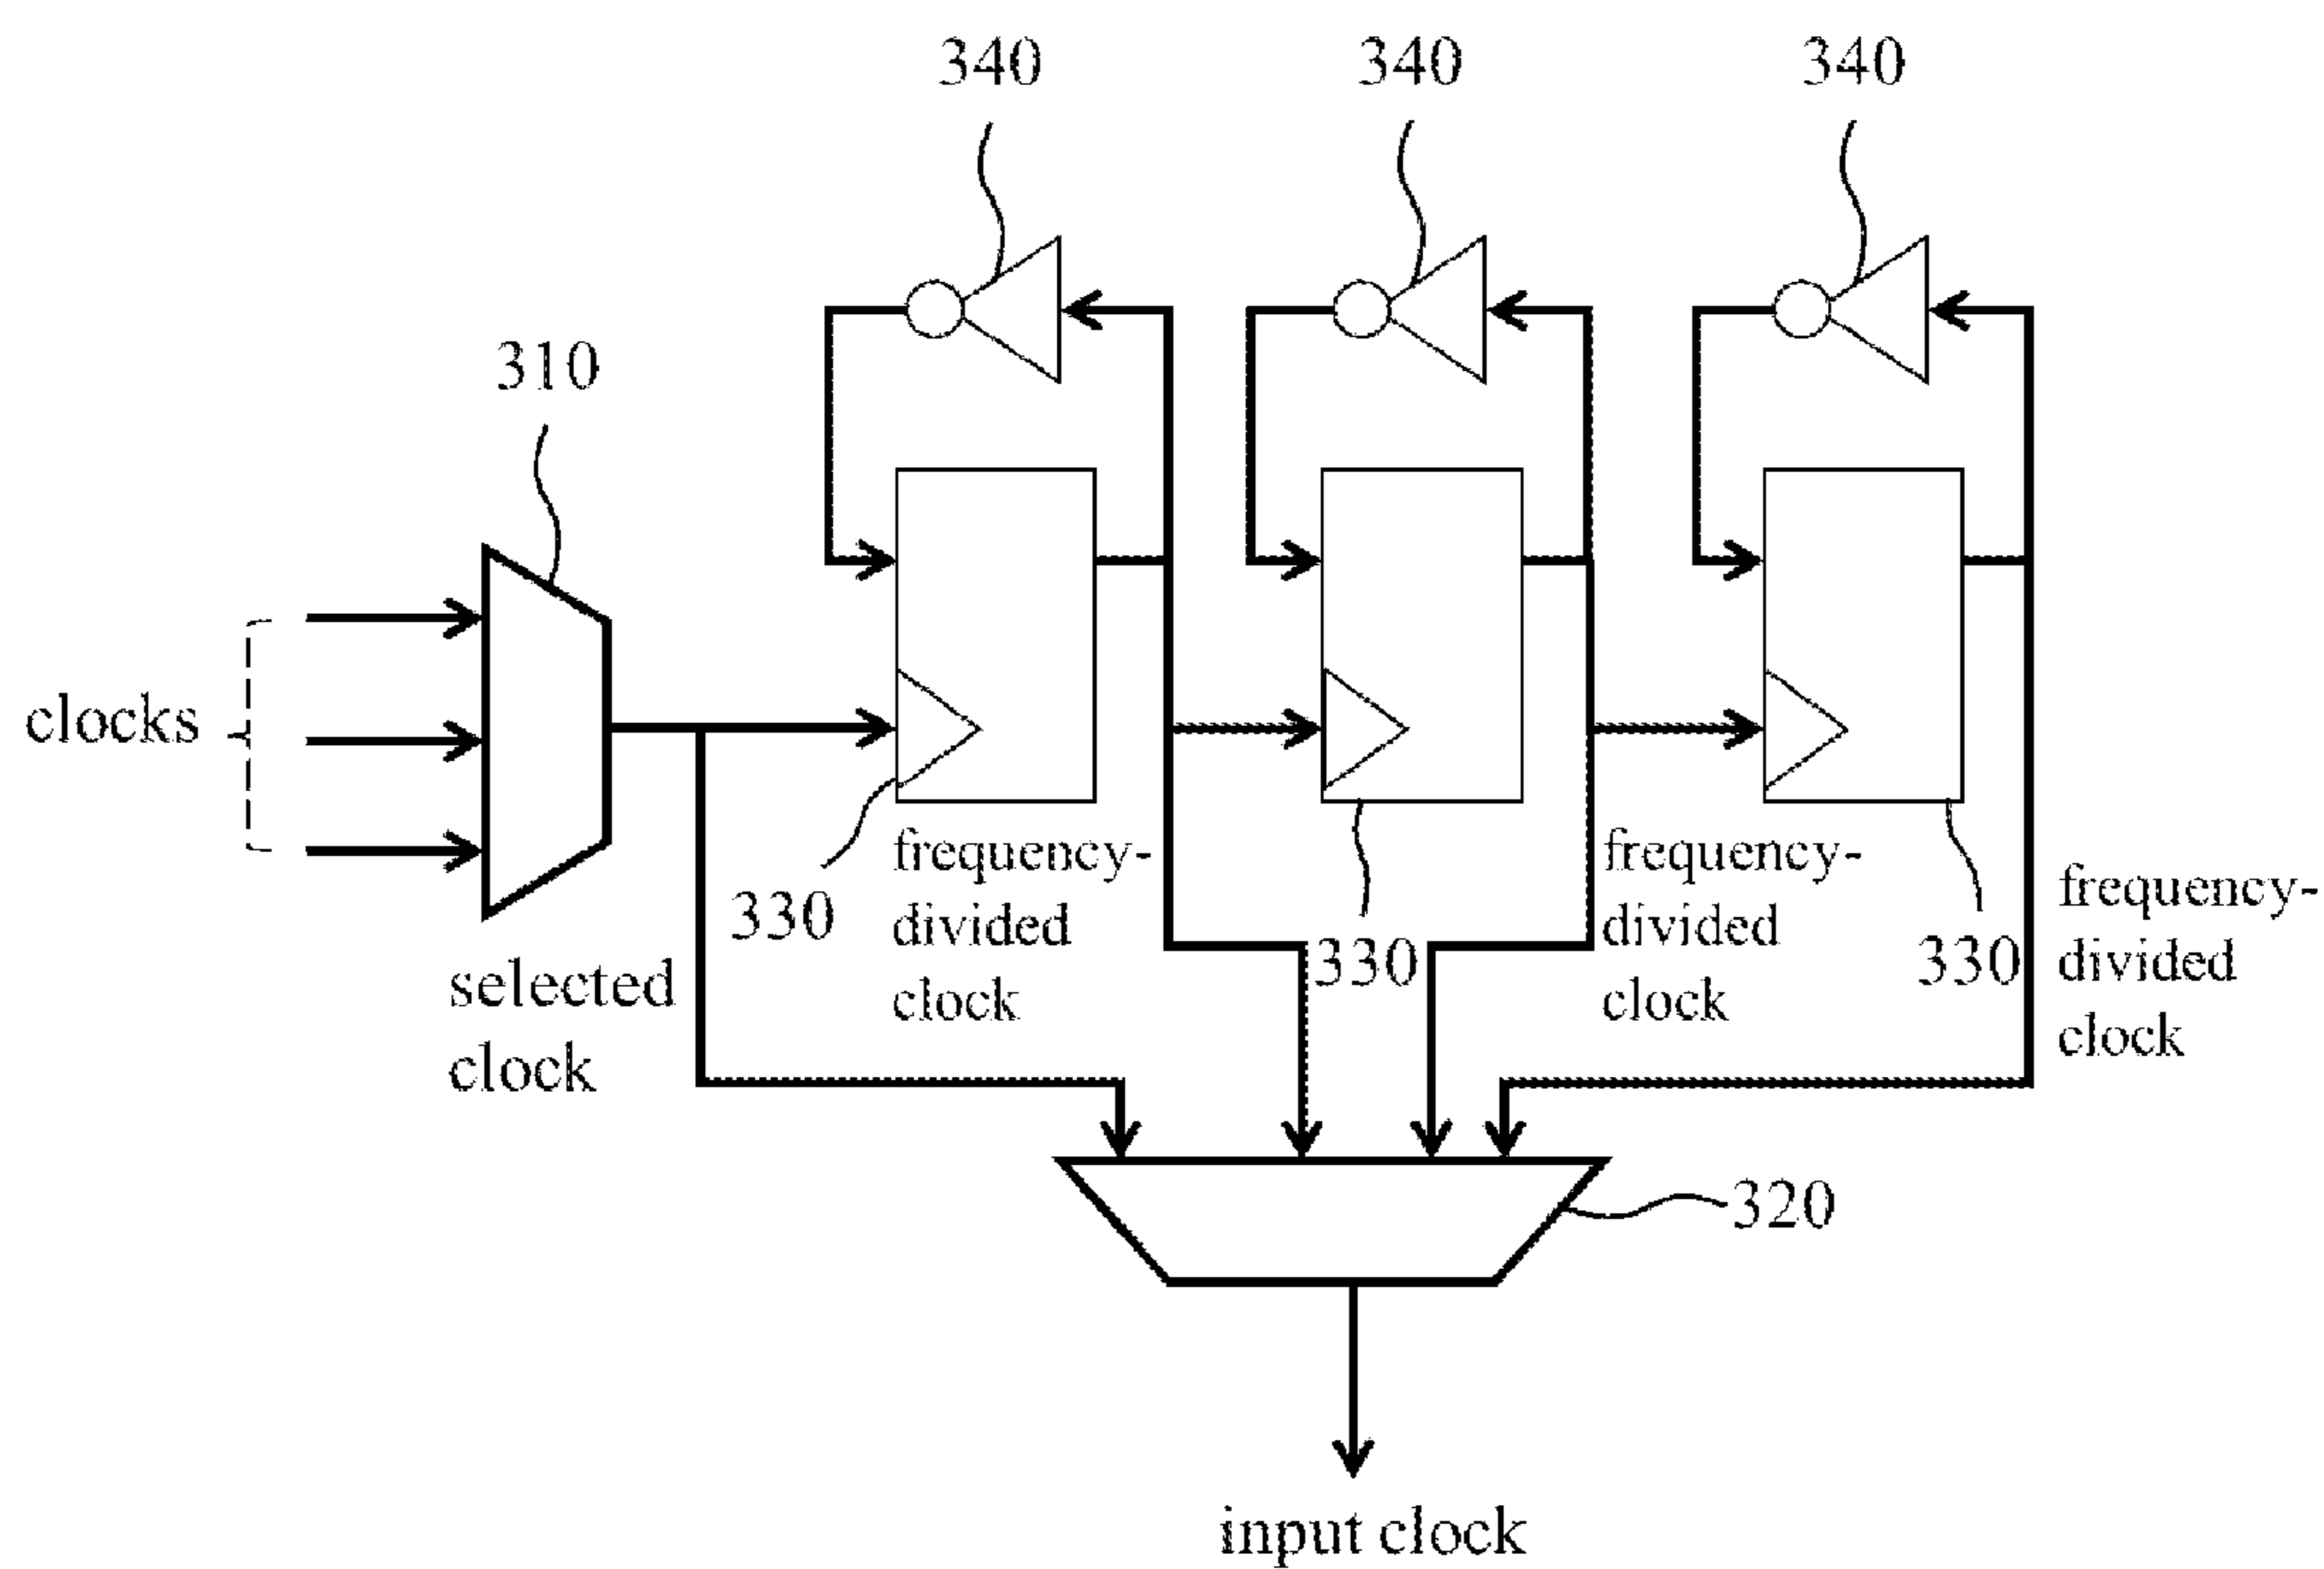 340
340
340
310
clocks
330
frequency-
divided
clock
330
frequency-
divided
clock
330
frequency-
divided
clock
selected
clock
320
input clock